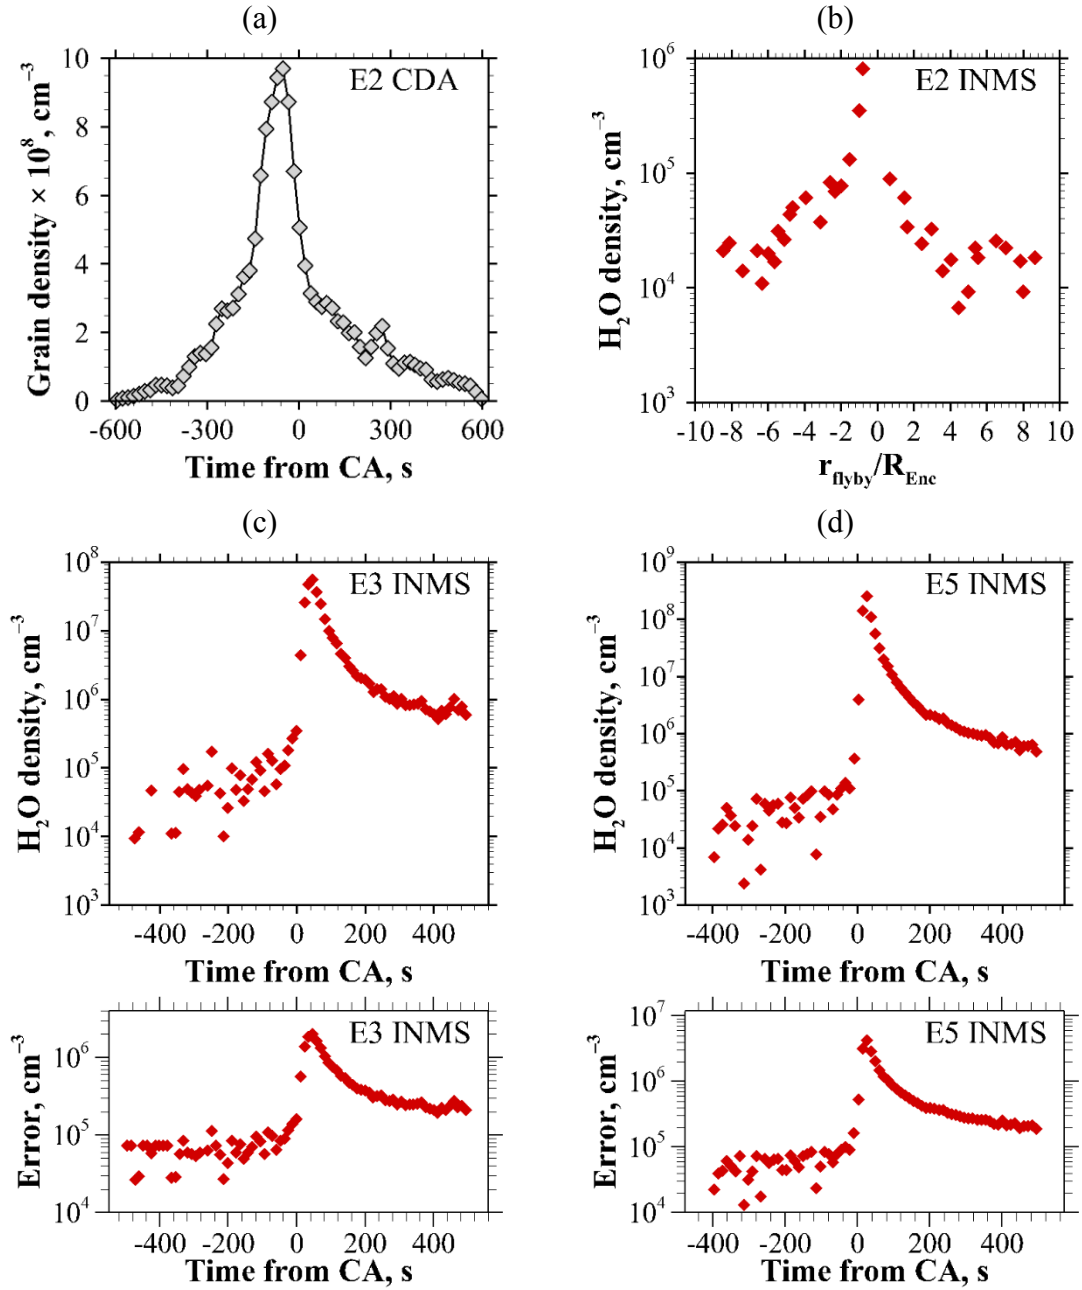 (a)
E2 CDA
Grain density × 10⁸, cm⁻³
10
8
6
4
2
0
-600 -300 0 300 600
Time from CA, s
(b)
E2 INMS
H₂O density, cm⁻³
10⁶
10⁵
10⁴
10³
-10 -8 -6 -4 -2 0 2 4 6 8 10
r_flyby/R_Enc
(c)
E3 INMS
H₂O density, cm⁻³
10⁸
10⁷
10⁶
10⁵
10⁴
10³
-400 -200 0 200 400
Time from CA, s
(d)
E5 INMS
H₂O density, cm⁻³
10⁹
10⁸
10⁷
10⁶
10⁵
10⁴
10³
-400 -200 0 200 400
Time from CA, s
E3 INMS
Error, cm⁻³
10⁶
10⁵
10⁴
-400 -200 0 200 400
Time from CA, s
E5 INMS
Error, cm⁻³
10⁷
10⁶
10⁵
10⁴
-400 -200 0 200 400
Time from CA, s